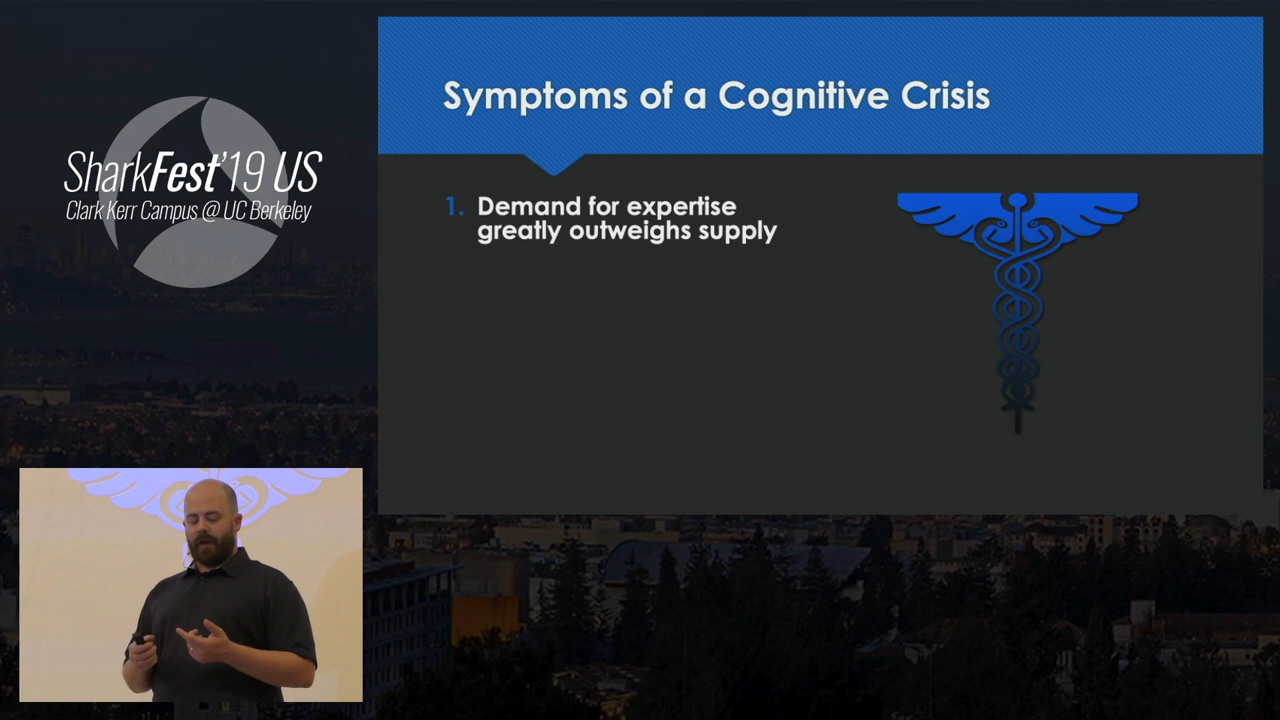 SharkFest'19 US
Clark Kerr Campus @ UC Berkeley
Symptoms of a Cognitive Crisis
1. Demand for expertise
greatly outweighs supply